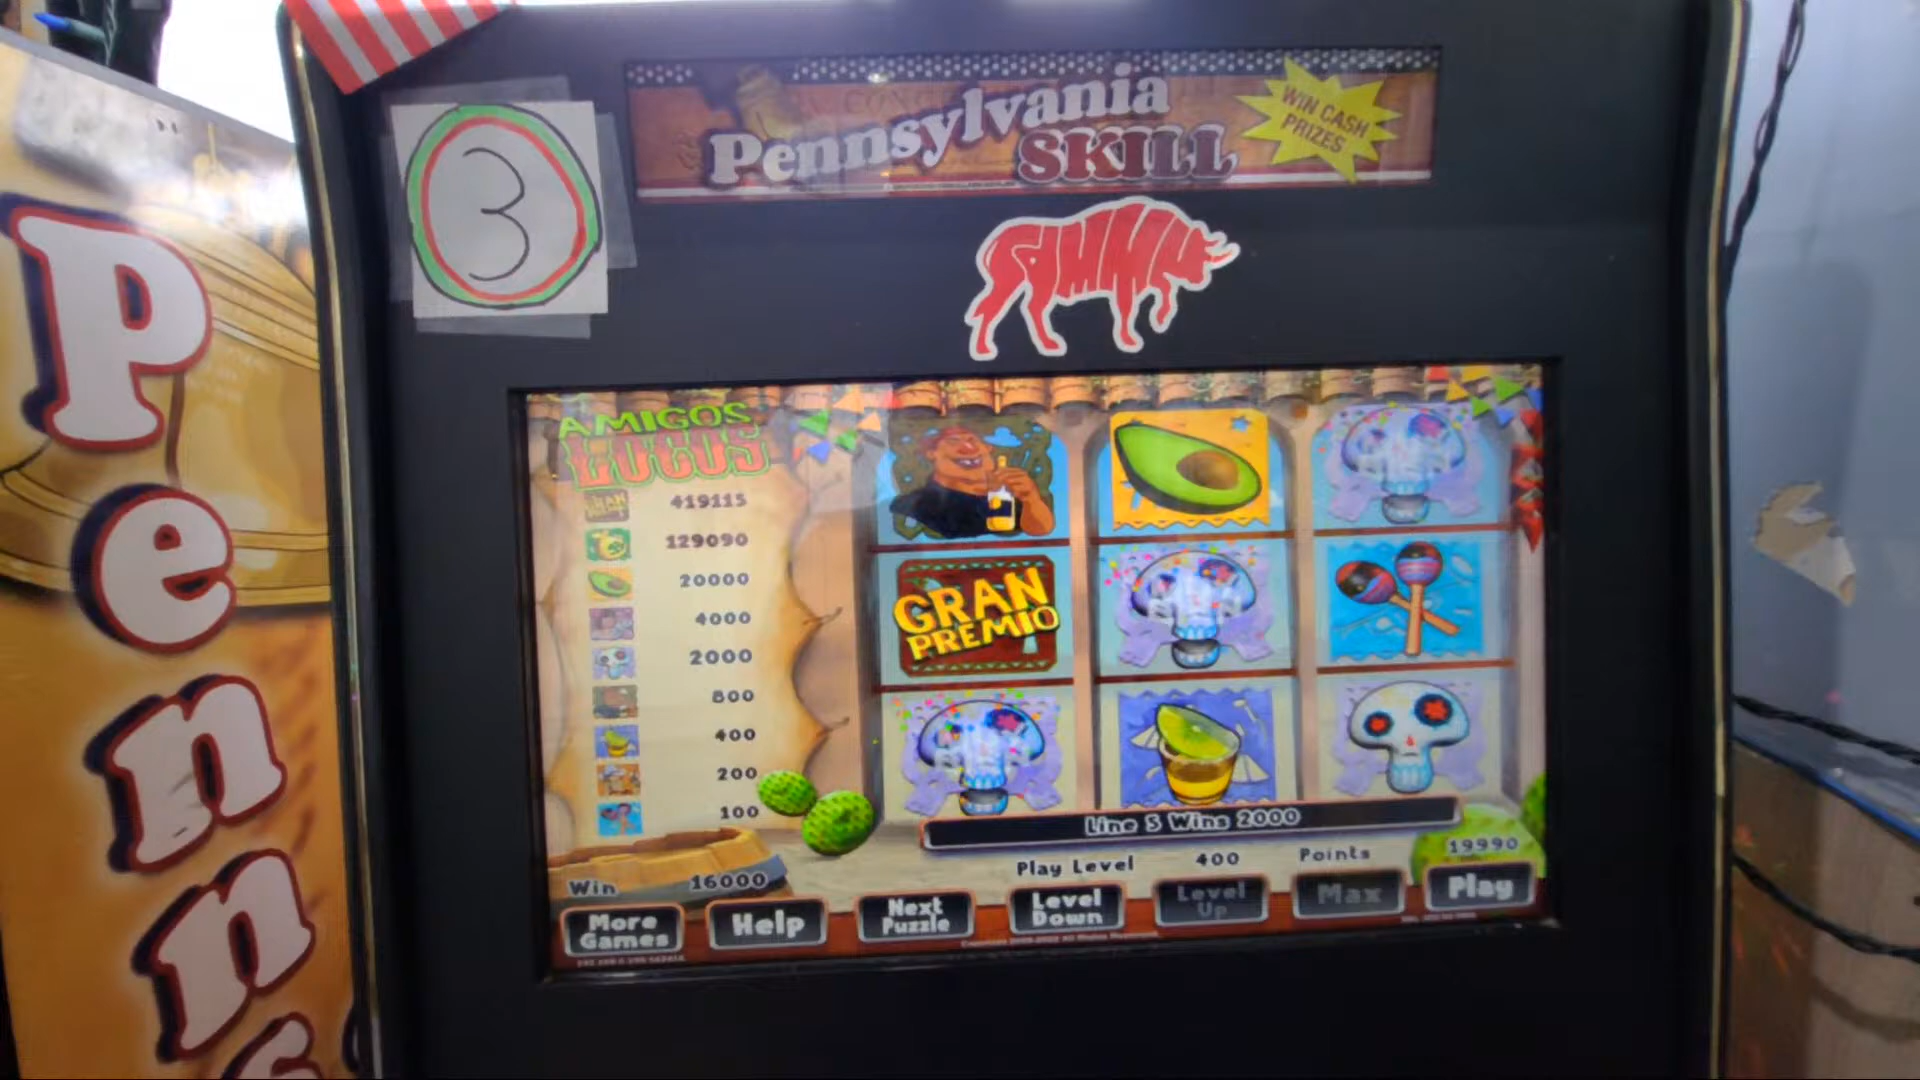 Pennsylvania
SKILL
WIN CASH
PRIZES
3
SAMMY
Penn
AMIGOS
LOCOS
419115
129090
20000
4000
2000
800
400
200
100
GRAN
PREMIO
Line 5 Wins 2000
Win 16000
Play Level 400 Points 19990
More
Games
Help
Next
Puzzle
Level
Down
Level
Up
Max
Play